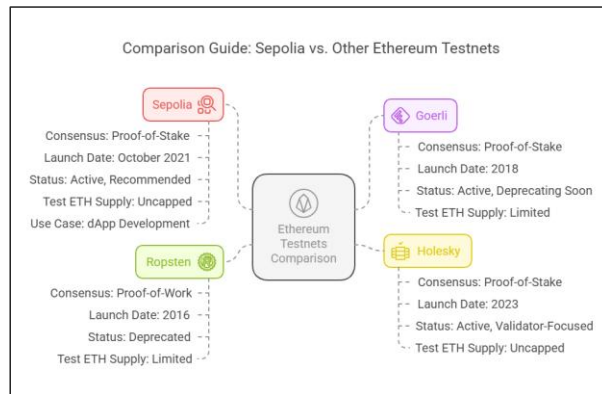 Comparison Guide: Sepolia vs. Other Ethereum Testnets
Sepolia
Consensus: Proof-of-Stake
Launch Date: October 2021
Status: Active, Recommended
Test ETH Supply: Uncapped
Use Case: dApp Development
Ropsten
Consensus: Proof-of-Work
Launch Date: 2016
Status: Deprecated
Test ETH Supply: Limited
Ethereum
Testnets
Comparison
Goerli
Consensus: Proof-of-Stake
Launch Date: 2018
Status: Active, Deprecating Soon
Test ETH Supply: Limited
Holesky
Consensus: Proof-of-Stake
Launch Date: 2023
Status: Active, Validator-Focused
Test ETH Supply: Uncapped